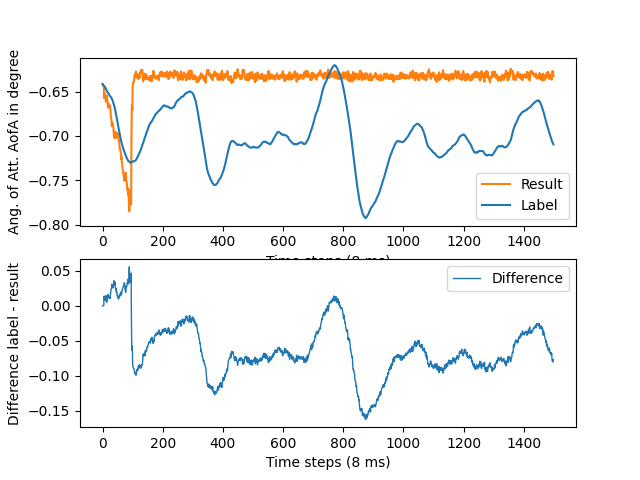 Ang. of Att. AofA in degree
−0.65
−0.70
−0.75
−0.80
Result
Label
0 200 400 600 800 1000 1200 1400
Time steps (8 ms)
Difference label - result
0.05
0.00
−0.05
−0.10
−0.15
Difference
0 200 400 600 800 1000 1200 1400
Time steps (8 ms)